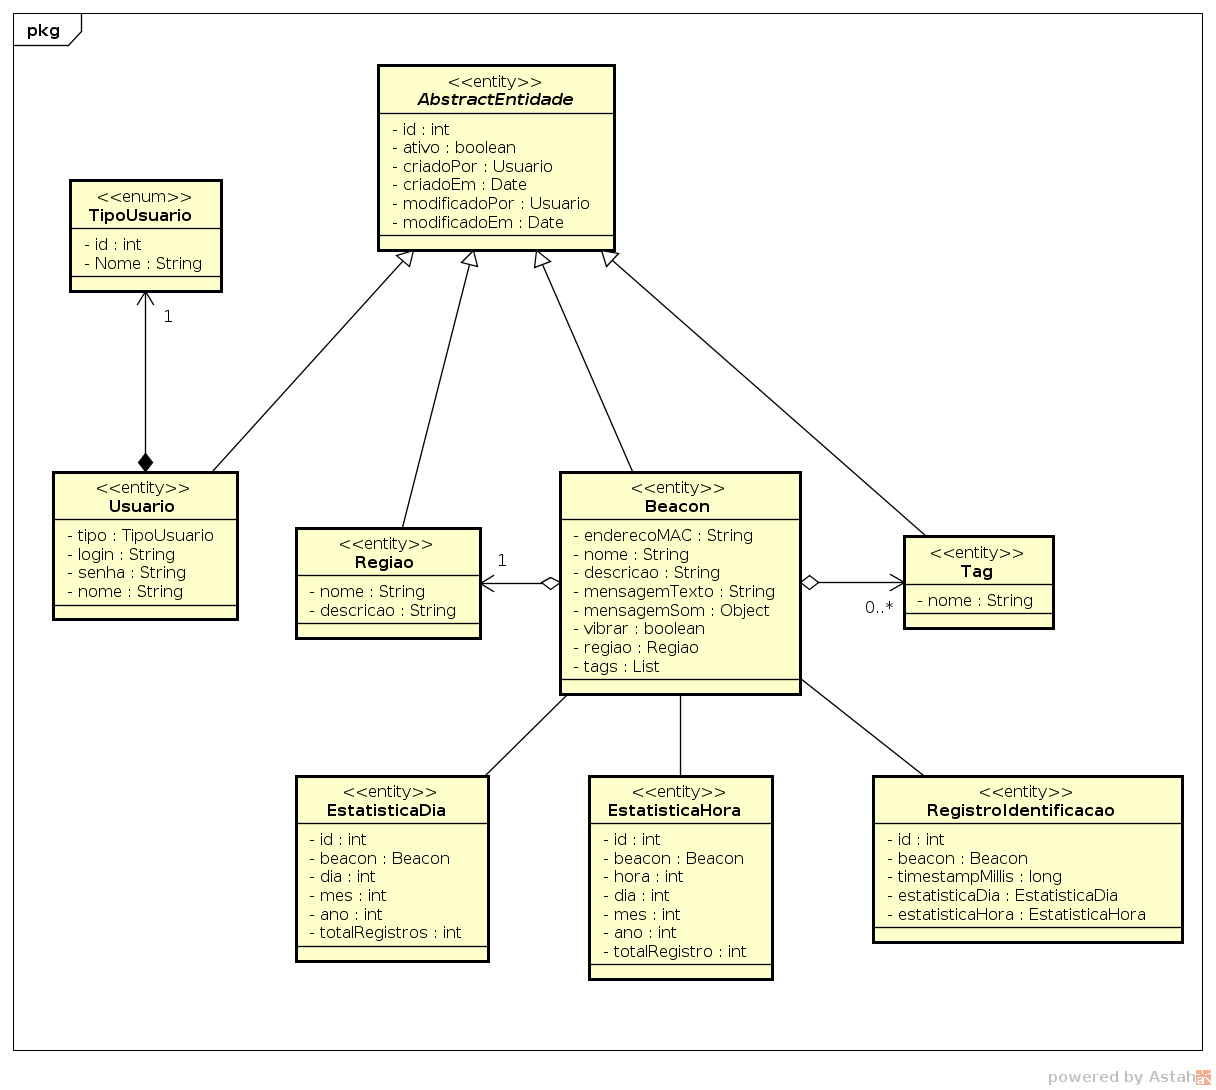 pkg
<<entity>>
AbstractEntidade
- id : int
- ativo : boolean
- criadoPor : Usuario
- criadoEm : Date
- modificadoPor : Usuario
- modificadoEm : Date
<<enum>>
TipoUsuario
- id : int
- Nome : String
1
<<entity>>
Usuario
- tipo : TipoUsuario
- login : String
- senha : String
- nome : String
<<entity>>
Regiao
- nome : String
- descricao : String
1
<<entity>>
Beacon
- enderecoMAC : String
- nome : String
- descricao : String
- mensagemTexto : String
- mensagemSom : Object
- vibrar : boolean
- regiao : Regiao
- tags : List
0..*
<<entity>>
Tag
- nome : String
<<entity>>
EstatisticaDia
- id : int
- beacon : Beacon
- dia : int
- mes : int
- ano : int
- totalRegistros : int
<<entity>>
EstatisticaHora
- id : int
- beacon : Beacon
- hora : int
- dia : int
- mes : int
- ano : int
- totalRegistro : int
<<entity>>
RegistroIdentificacao
- id : int
- beacon : Beacon
- timestampMillis : long
- estatisticaDia : EstatisticaDia
- estatisticaHora : EstatisticaHora
powered by Astah